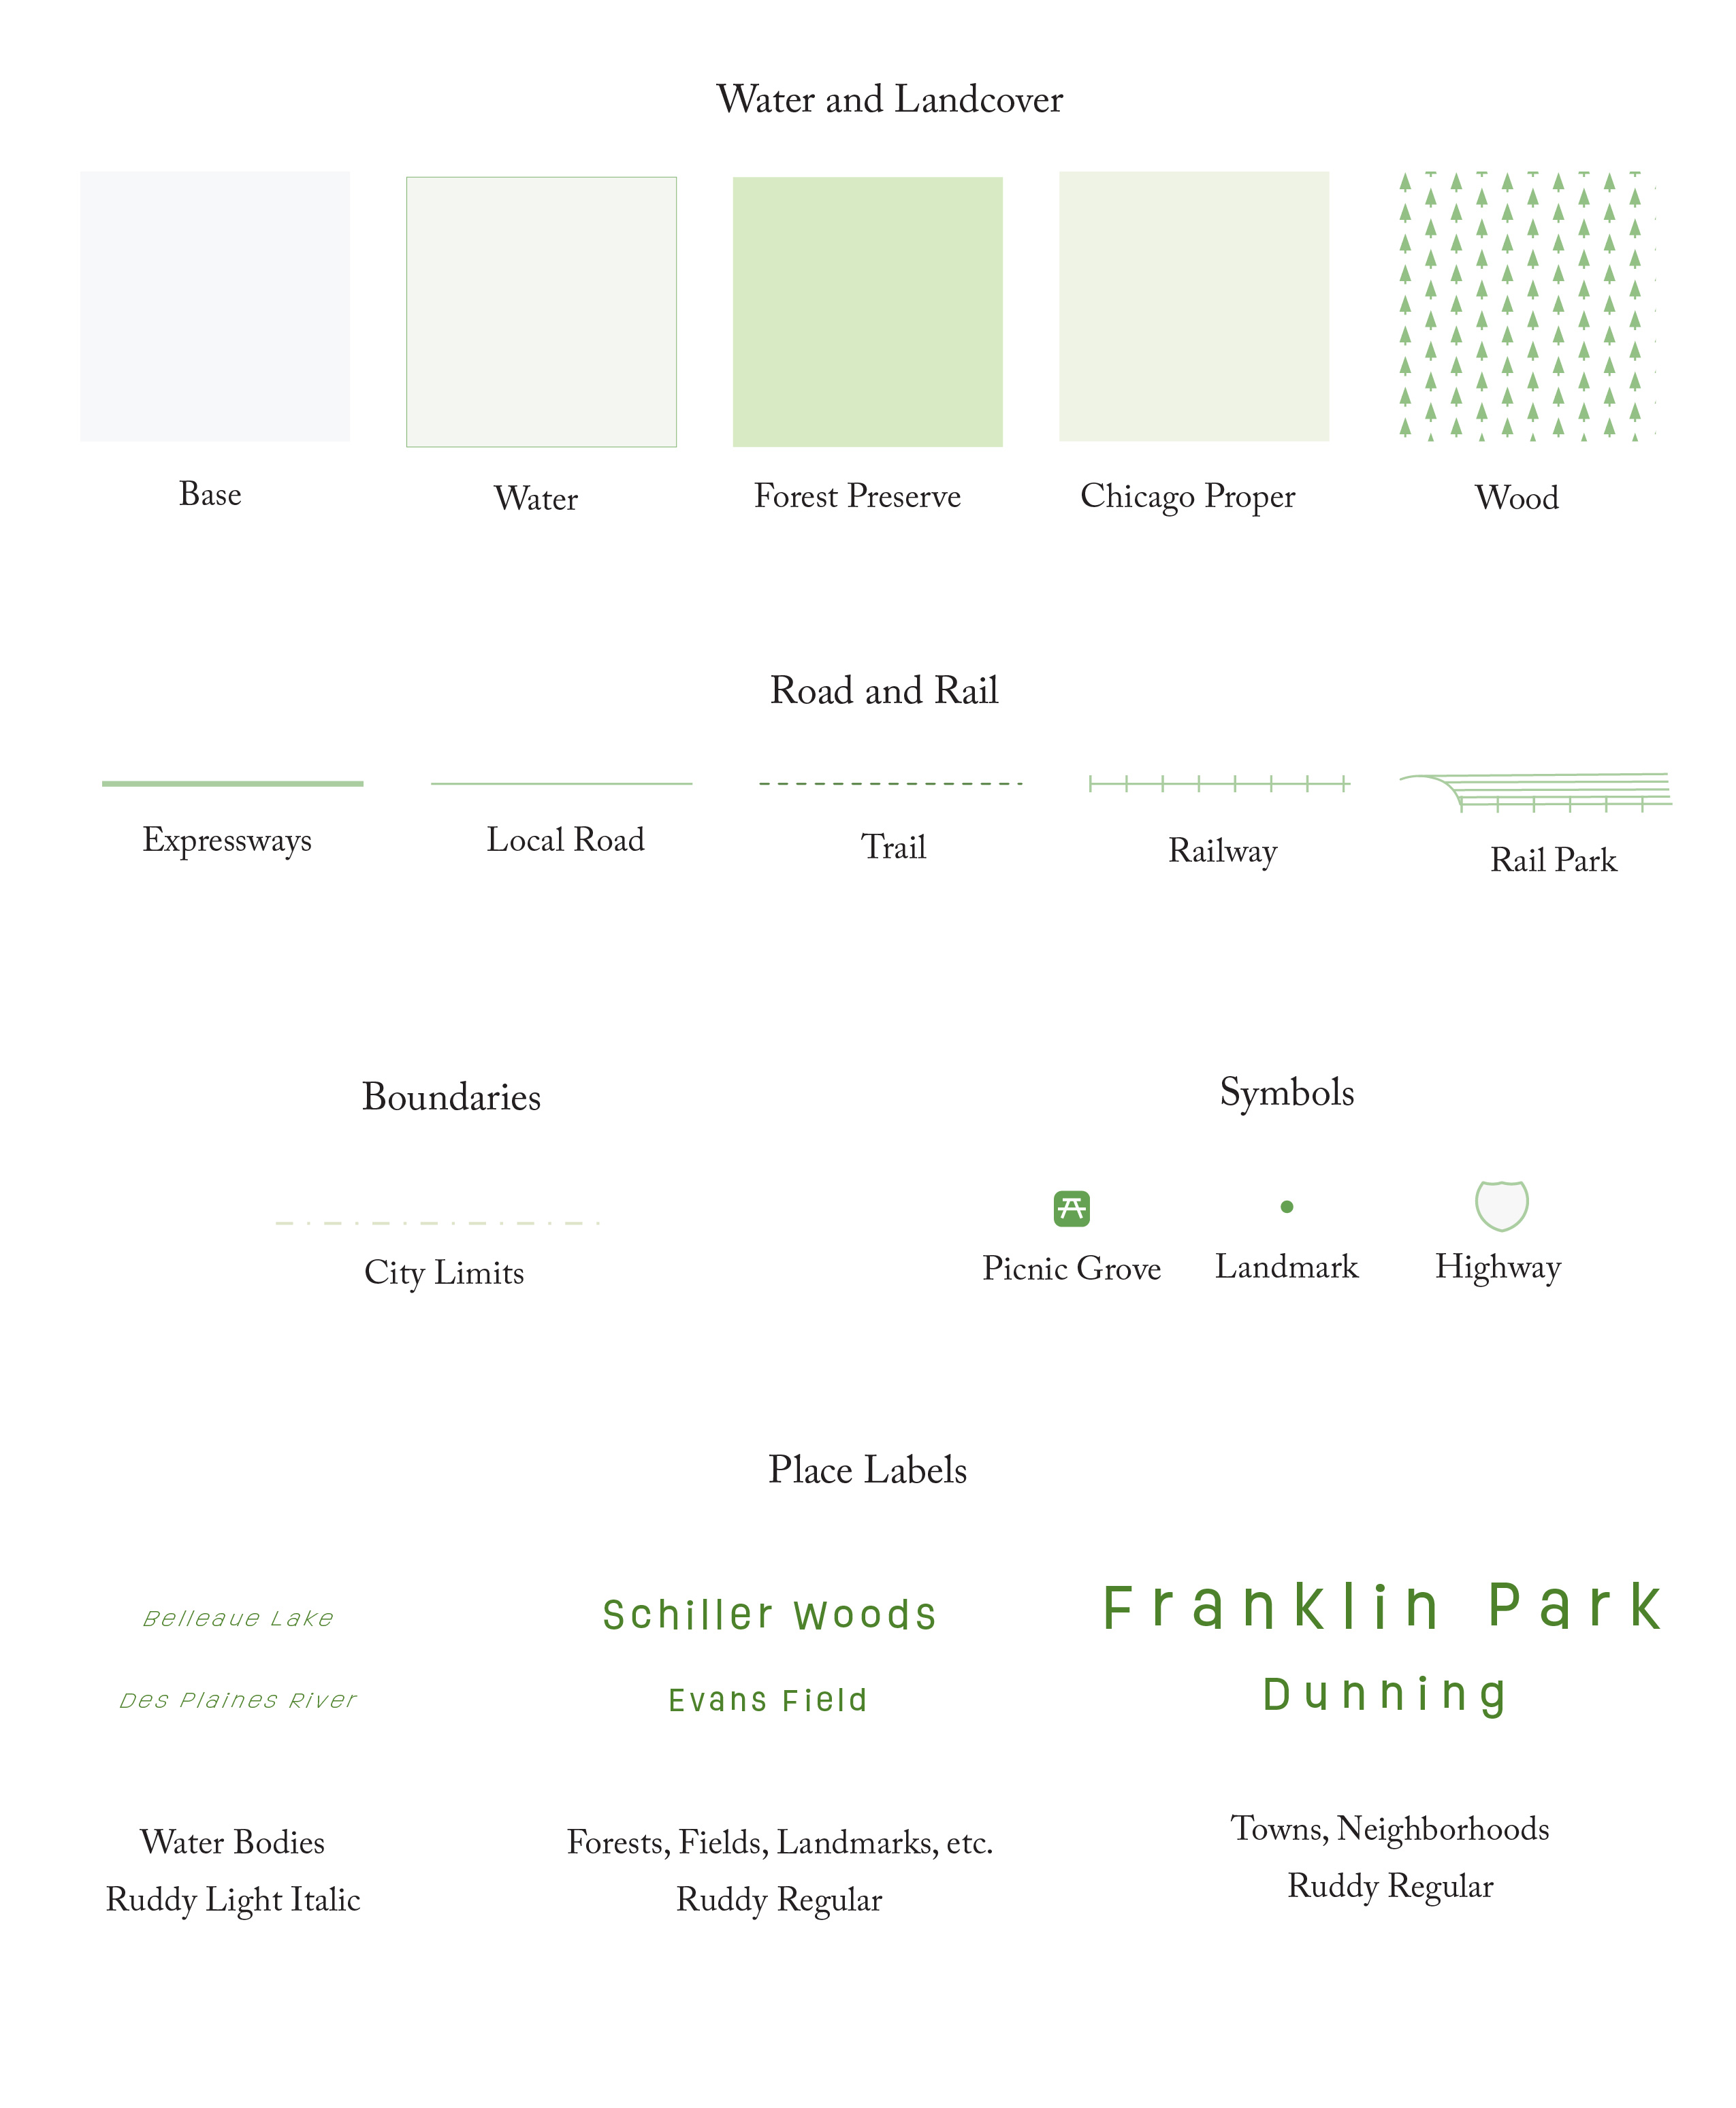 Water and Landcover
Base
Water
Forest Preserve
Chicago Proper
Wood
Road and Rail
Expressways
Local Road
Trail
Railway
Rail Park
Boundaries
City Limits
Symbols
Picnic Grove
Landmark
Highway
Place Labels
Belleaue Lake
Des Plaines River
Water Bodies
Ruddy Light Italic
Schiller Woods
Evans Field
Forests, Fields, Landmarks, etc.
Ruddy Regular
Franklin Park
Dunning
Towns, Neighborhoods
Ruddy Regular